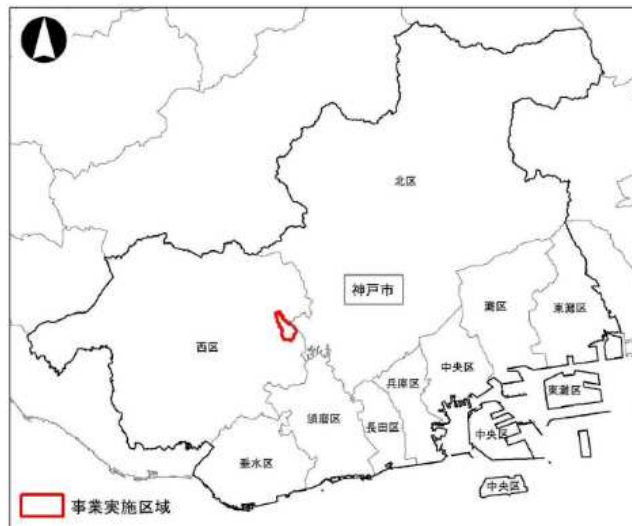 北区
神戸市
灘区
東灘区
西区
中央区
兵庫区
東灘区
須磨区
長田区
中央区
垂水区
中央区
事業実施区域